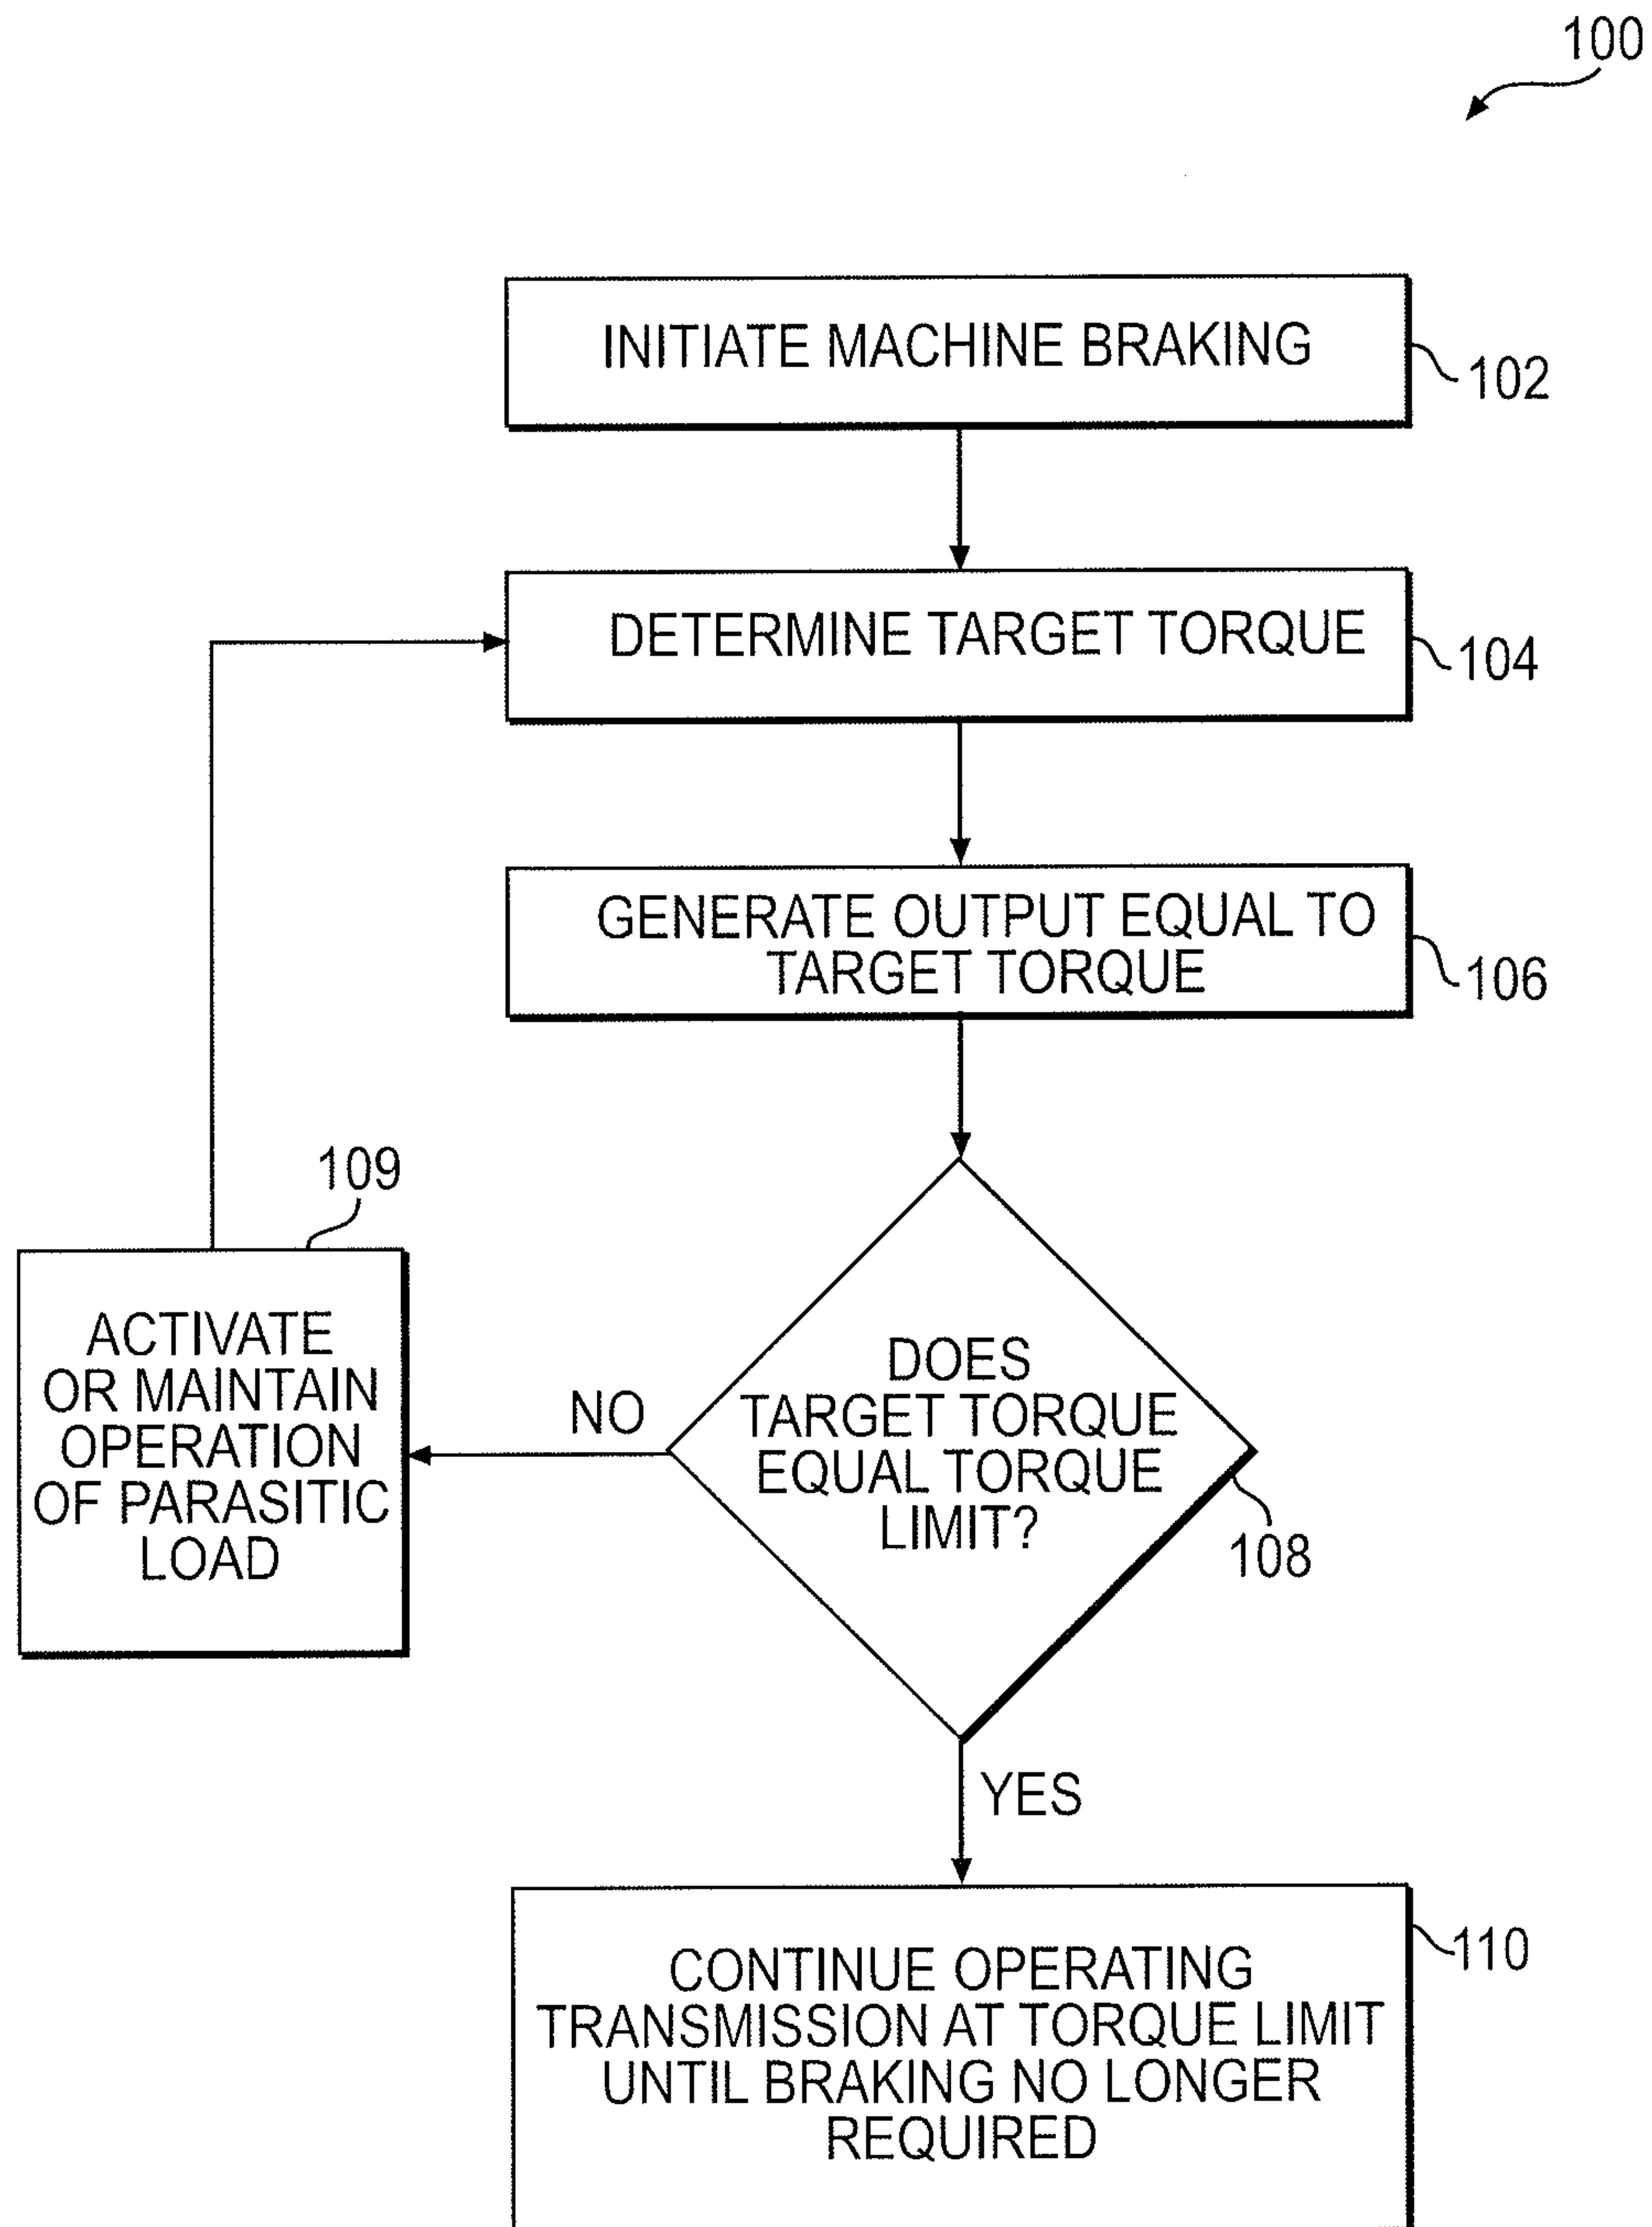 100
INITIATE MACHINE BRAKING
102
DETERMINE TARGET TORQUE
104
GENERATE OUTPUT EQUAL TO
TARGET TORQUE
106
109
ACTIVATE
OR MAINTAIN
OPERATION
OF PARASITIC
LOAD
NO
DOES
TARGET TORQUE
EQUAL TORQUE
LIMIT?
108
YES
CONTINUE OPERATING
TRANSMISSION AT TORQUE LIMIT
UNTIL BRAKING NO LONGER
REQUIRED
110